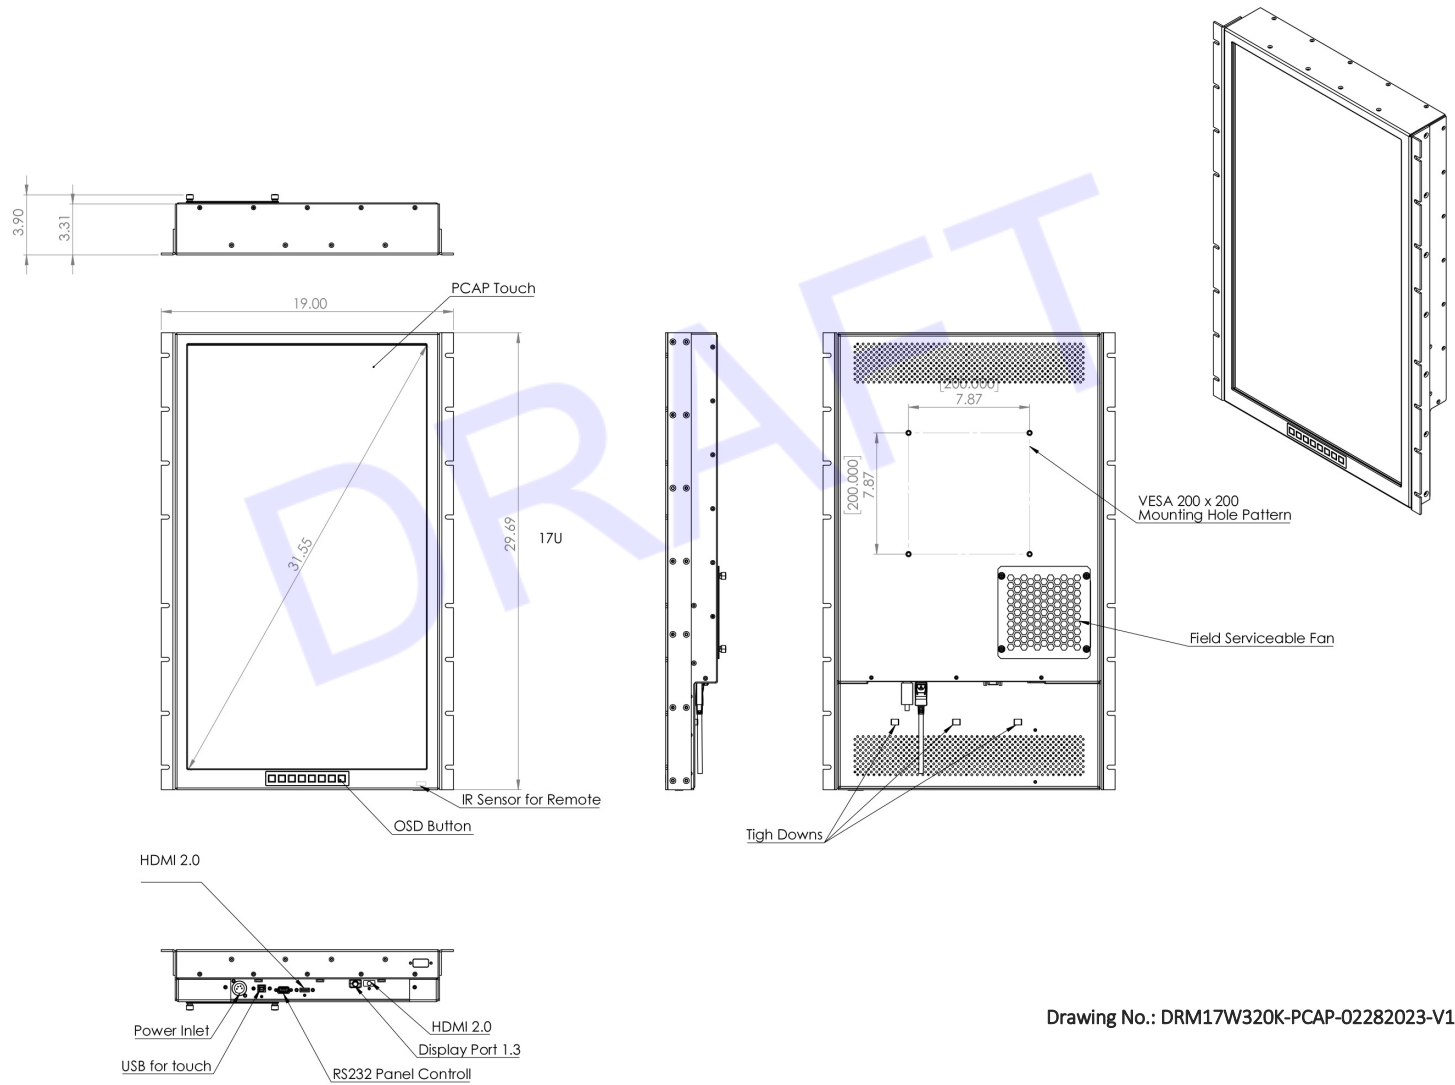 3.90
3.31
PCAP Touch
19.00
31.55
29.69
17U
[200.000]
7.87
[200.000]
7.87
VESA 200 x 200
Mounting Hole Pattern
Field Serviceable Fan
IR Sensor for Remote
OSD Button
Tigh Downs
HDMI 2.0
Power Inlet
USB for touch
RS232 Panel Controll
Display Port 1.3
HDMI 2.0
DRAFT
Drawing No.: DRM17W320K-PCAP-02282023-V1